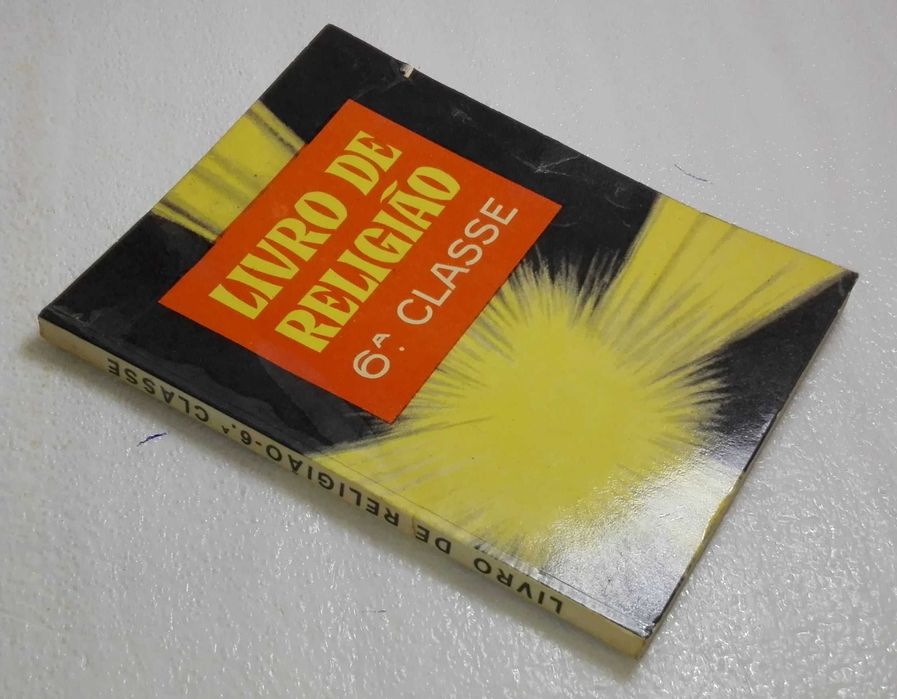 LIVRO DE
RELIGIÃO
6ª. CLASSE
LIVRO DE RELIGIÃO-6.ª CLASSE